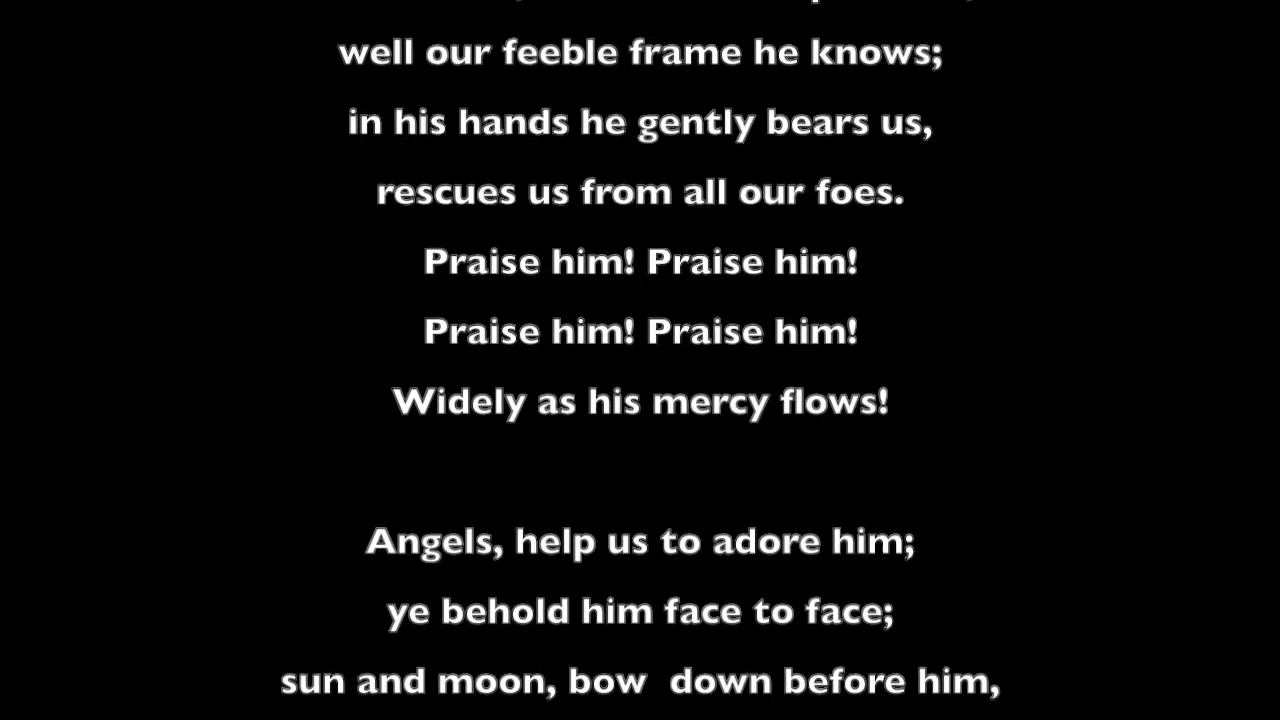 well our feeble frame he knows;
in his hands he gently bears us,
rescues us from all our foes.
Praise him! Praise him!
Praise him! Praise him!
Widely as his mercy flows!
Angels, help us to adore him;
ye behold him face to face;
sun and moon, bow  down before him,